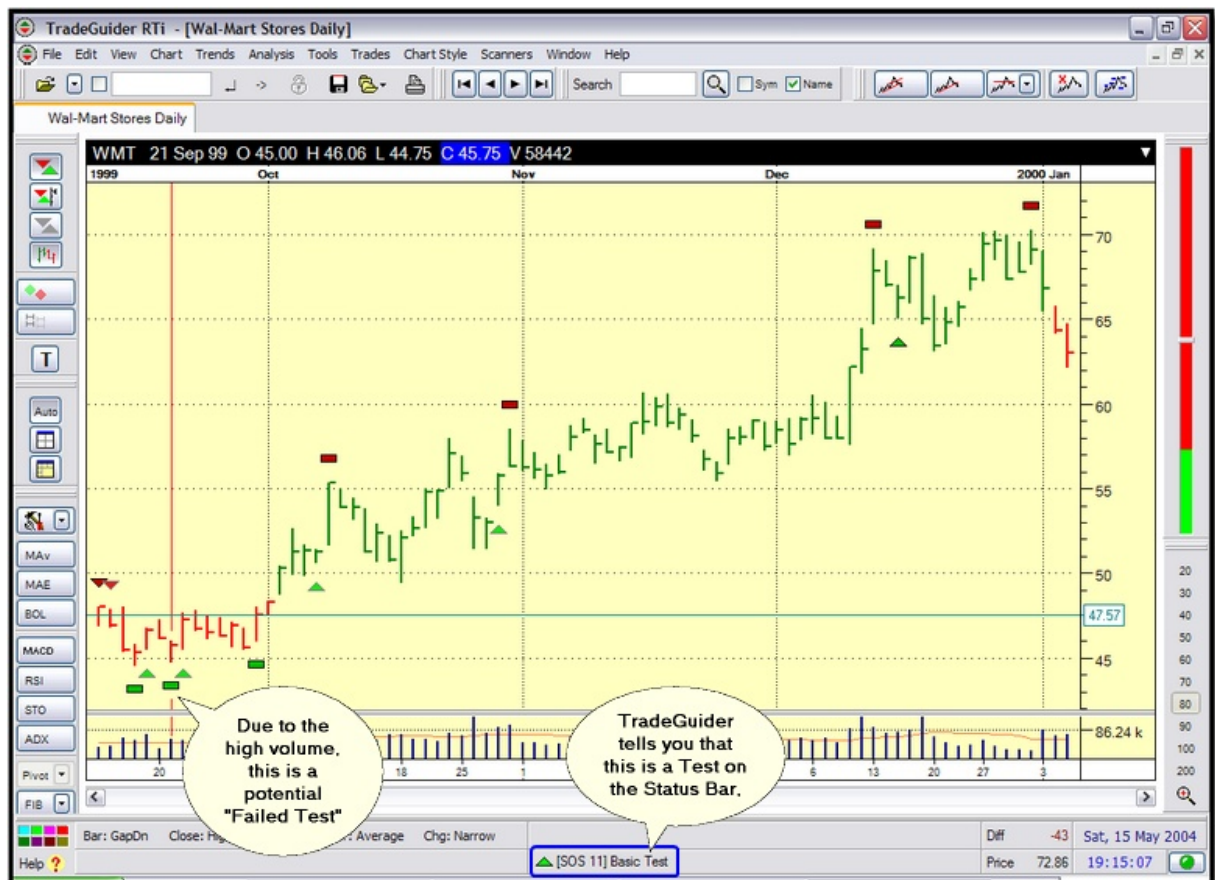 TradeGuider RTi - [Wal-Mart Stores Daily]
File Edit View Chart Trends Analysis Tools Trades Chart Style Scanners Window Help
Search Sym Name
Wal-Mart Stores Daily
WMT 21 Sep 99 O 45.00 H 46.06 L 44.75 C 45.75 V 58442
1999 Oct Nov Dec 2000 Jan
T
Auto
MAv
MAE
BOL
MACD
RSI
STO
ADX
Pivot
FIB
70
65
60
55
50
47.57
45
86.24 k
20
30
40
50
60
70
80
90
100
200
Due to the
high volume,
this is a
potential
"Failed Test"
TradeGuider
tells you that
this is a Test on
the Status Bar.
20 18 25 1 6 13 20 27 3
Bar: GapDn Close: Average Chg: Narrow
Diff -43 Sat, 15 May 2004
Help ? [SOS 11] Basic Test Price 72.86 19:15:07